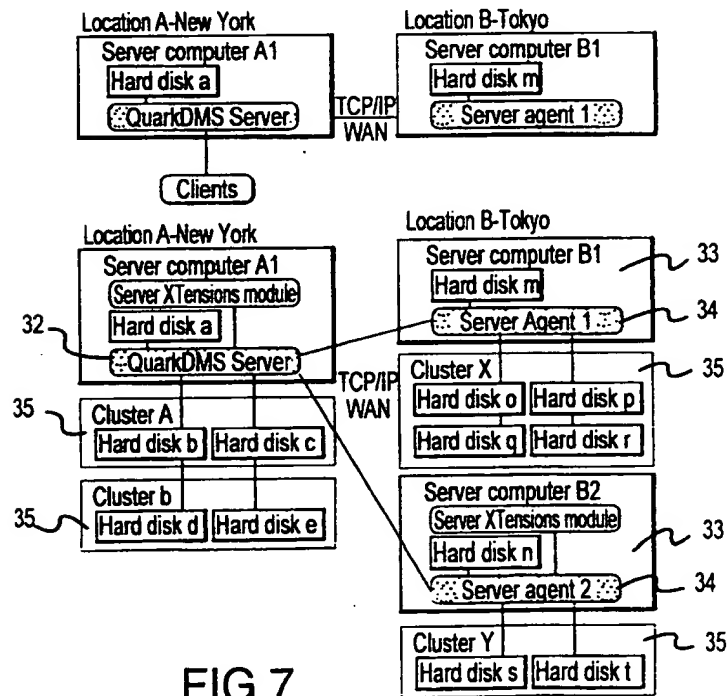 Location A-New York
Server computer A1
Hard disk a
QuarkDMS Server
Clients
TCP/IP
WAN
Location B-Tokyo
Server computer B1
Hard disk m
Server agent 1
Location A-New York
Server computer A1
Server XTensions module
Hard disk a
32
QuarkDMS Server
35
Cluster A
Hard disk b
Hard disk c
35
Cluster b
Hard disk d
Hard disk e
TCP/IP
WAN
Location B-Tokyo
Server computer B1
33
Hard disk m
Server Agent 1
34
Cluster X
35
Hard disk o
Hard disk p
Hard disk q
Hard disk r
Server computer B2
Server XTensions module
33
Hard disk n
Server agent 2
34
Cluster Y
35
Hard disk s
Hard disk t
FIG.7